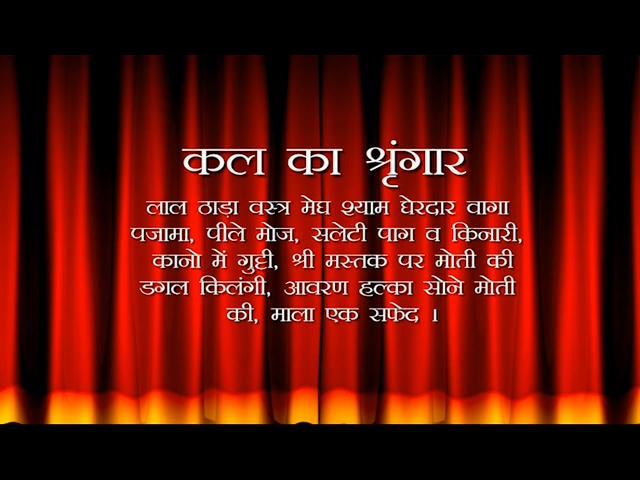 कल का श्रृंगार
लाल ठाड़ा वस्त्र मेघ श्याम घेरदार वागा
पजामा, पीले मोज, सलेटी पाग व किनारी,
कानो में गुट्टी, श्री मस्तक पर मोती की
डगल किलंगी, आवरण हल्का सोने मोती
की, माला एक सफेद ।